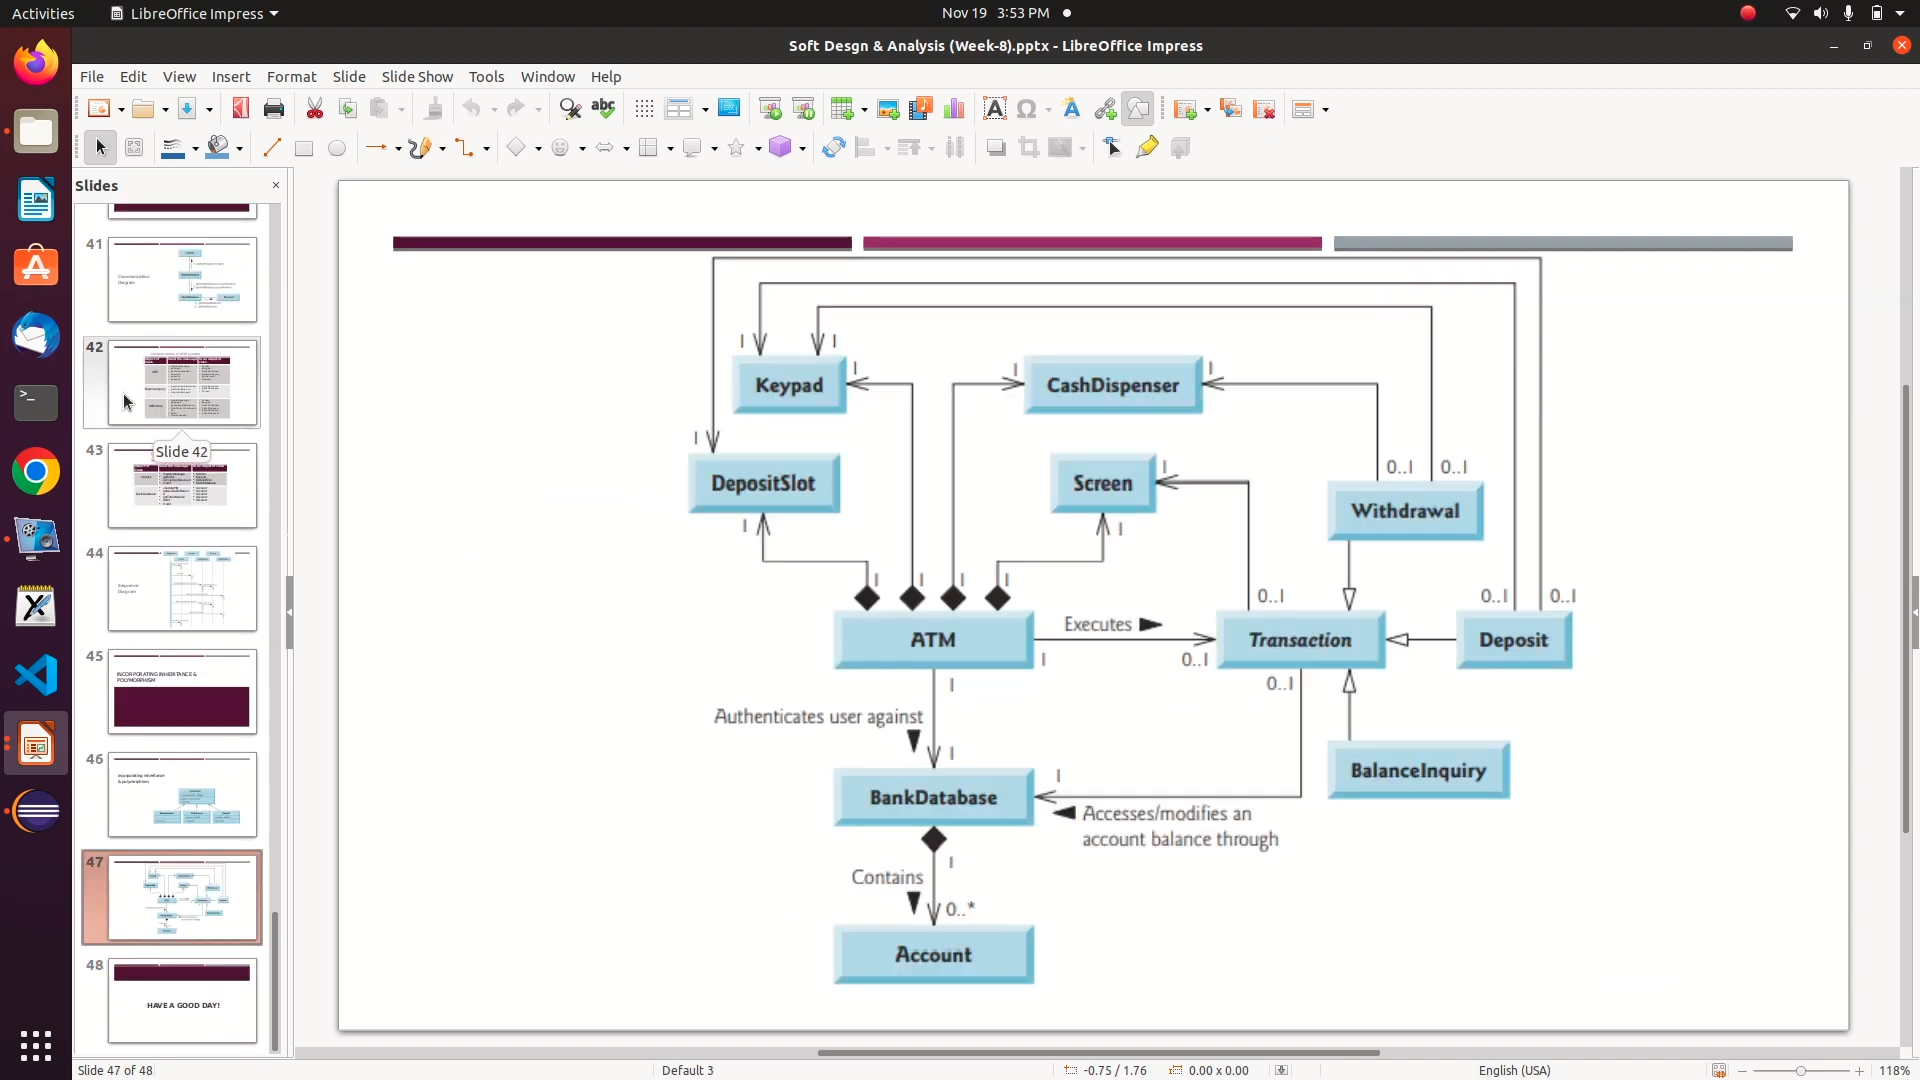 Activities LibreOffice Impress Nov 19 3:53 PM
Soft Desgn & Analysis (Week-8).pptx - LibreOffice Impress
File Edit View Insert Format Slide Slide Show Tools Window Help
Slides
41
42
Slide 42
43
44
45
INCORPORATING INHERITANCE &
POLYMORPHISM
46
Incorporating Inheritance
& polymorphism
47
48
HAVE A GOOD DAY!
1 1
Keypad 1
1 CashDispenser 1
1
DepositSlot
Screen 1
0..1 0..1
Withdrawal
1 1
1 1 1 1
0..1
0..1 0..1
ATM
Executes
1 0..1
Transaction
Deposit
1
0..1
Authenticates user against
1
BalanceInquiry
BankDatabase
1
Accesses/modifies an
account balance through
1
Contains
0..*
Account
Slide 47 of 48 Default 3 -0.75 / 1.76 0.00 x 0.00 English (USA) 118%